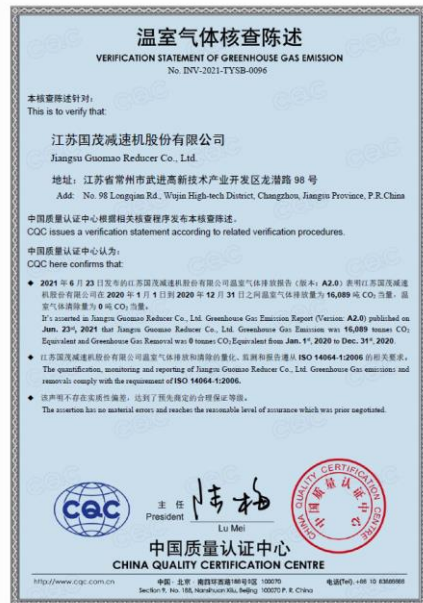 温室气体核查陈述
VERIFICATION STATEMENT OF GREENHOUSE GAS EMISSION
No. INV-2021-TYSB-0096
本核查陈述针对：
This is to verify that:
江苏国茂减速机股份有限公司
Jiangsu Guomao Reducer Co., Ltd.
地址：江苏省常州市武进高新技术产业开发区龙潜路 98 号
Add: No. 98 Longqian Rd., Wujin High-tech District, Changzhou, Jiangsu Province, P.R.China
中国质量认证中心根据相关核查程序发布本核查陈述。
CQC issues a verification statement according to related verification procedures.
中国质量认证中心认为：
CQC here confirms that:
◆ 2021 年 6 月 23 日发布的江苏国茂减速机股份有限公司温室气体排放报告（版本：A2.0）表明江苏国茂减速
机股份有限公司在 2020 年 1 月 1 日到 2020 年 12 月 31 日之间温室气体排放量为 16,089 吨 CO₂ 当量，温
室气体清除量为 0 吨 CO₂ 当量。
It's asserted in Jiangsu Guomao Reducer Co., Ltd. Greenhouse Gas Emission Report (Version: A2.0) published on
Jun. 23rd, 2021 that Jiangsu Guomao Reducer Co., Ltd. Greenhouse Gas Emission was 16,089 tonnes CO₂
Equivalent and Greenhouse Gas Removal was 0 tonnes CO₂ Equivalent from Jan. 1st, 2020 to Dec. 31st, 2020.
◆ 江苏国茂减速机股份有限公司温室气体排放和清除的量化、监测和报告遵从 ISO 14064-1:2006 的相关要求。
The quantification, monitoring and reporting of Jiangsu Guomao Reducer Co., Ltd. Greenhouse Gas emissions and
removals comply with the requirement of ISO 14064-1:2006.
◆ 该声明不存在实质性偏差，达到了预先商定的合理保证等级。
The assertion has no material errors and reaches the reasonable level of assurance which was prior negotiated.
CQC
主 任
President
Lu Mei
CHINA QUALITY CERTIFICATION CENTRE
中国质量认证中心
中国质量认证中心
CHINA QUALITY CERTIFICATION CENTRE
http://www.cqc.com.cn
中国·北京·南四环西路188号9区 100070
Section 9, No. 188, Nansihuan Xilu, Beijing 100070 P. R. China